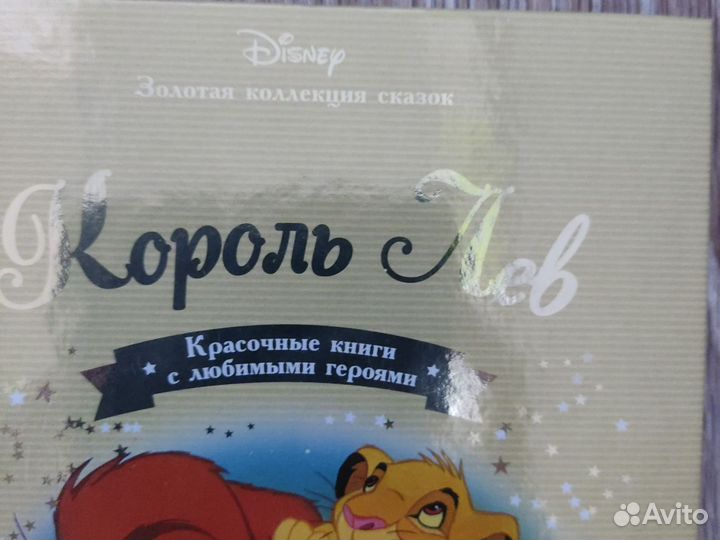 Disney
Золотая коллекция сказок
Король Лев
Красочные книги
с любимыми героями
Avito